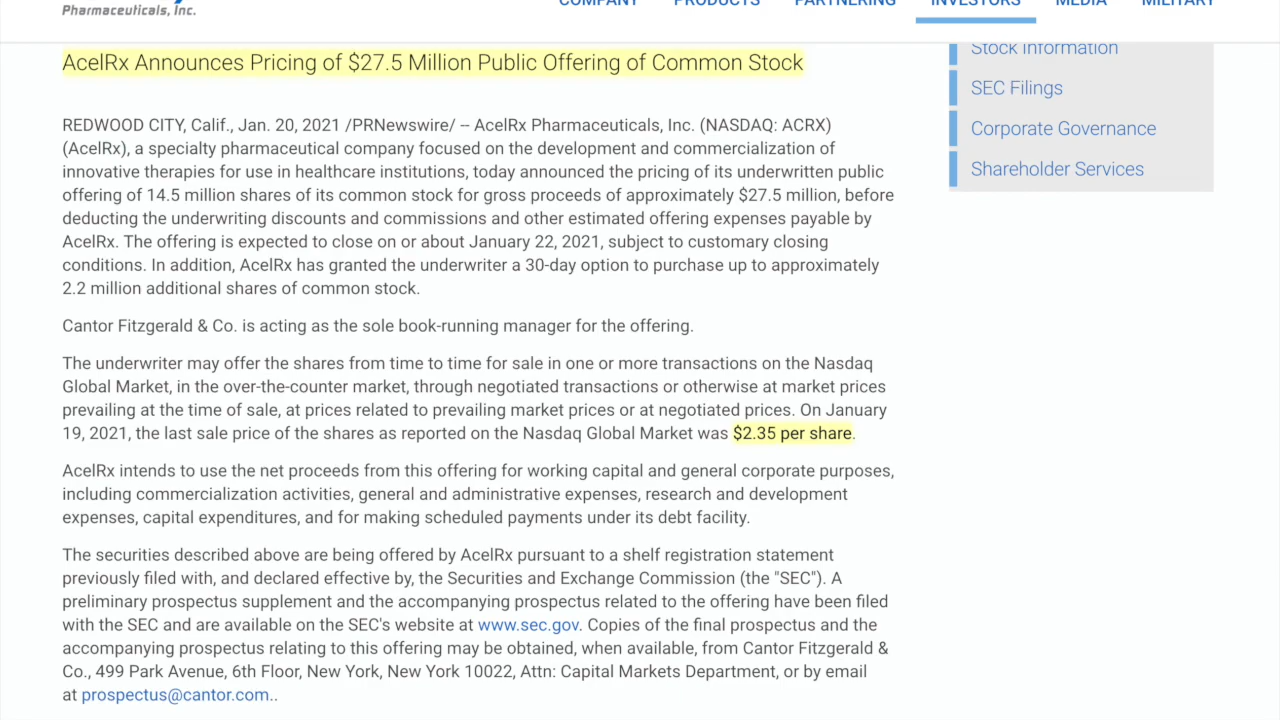 Pharmaceuticals, Inc.
COMPANY PRODUCTS PARTNERING INVESTORS MEDIA MILITARY
AcelRx Announces Pricing of $27.5 Million Public Offering of Common Stock
REDWOOD CITY, Calif., Jan. 20, 2021 /PRNewswire/ -- AcelRx Pharmaceuticals, Inc. (NASDAQ: ACRX)
(AcelRx), a specialty pharmaceutical company focused on the development and commercialization of
innovative therapies for use in healthcare institutions, today announced the pricing of its underwritten public
offering of 14.5 million shares of its common stock for gross proceeds of approximately $27.5 million, before
deducting the underwriting discounts and commissions and other estimated offering expenses payable by
AcelRx. The offering is expected to close on or about January 22, 2021, subject to customary closing
conditions. In addition, AcelRx has granted the underwriter a 30-day option to purchase up to approximately
2.2 million additional shares of common stock.
Cantor Fitzgerald & Co. is acting as the sole book-running manager for the offering.
The underwriter may offer the shares from time to time for sale in one or more transactions on the Nasdaq
Global Market, in the over-the-counter market, through negotiated transactions or otherwise at market prices
prevailing at the time of sale, at prices related to prevailing market prices or at negotiated prices. On January
19, 2021, the last sale price of the shares as reported on the Nasdaq Global Market was $2.35 per share.
AcelRx intends to use the net proceeds from this offering for working capital and general corporate purposes,
including commercialization activities, general and administrative expenses, research and development
expenses, capital expenditures, and for making scheduled payments under its debt facility.
The securities described above are being offered by AcelRx pursuant to a shelf registration statement
previously filed with, and declared effective by, the Securities and Exchange Commission (the "SEC"). A
preliminary prospectus supplement and the accompanying prospectus related to the offering have been filed
with the SEC and are available on the SEC's website at www.sec.gov. Copies of the final prospectus and the
accompanying prospectus relating to this offering may be obtained, when available, from Cantor Fitzgerald &
Co., 499 Park Avenue, 6th Floor, New York, New York 10022, Attn: Capital Markets Department, or by email
at prospectus@cantor.com..
Stock Information
SEC Filings
Corporate Governance
Shareholder Services